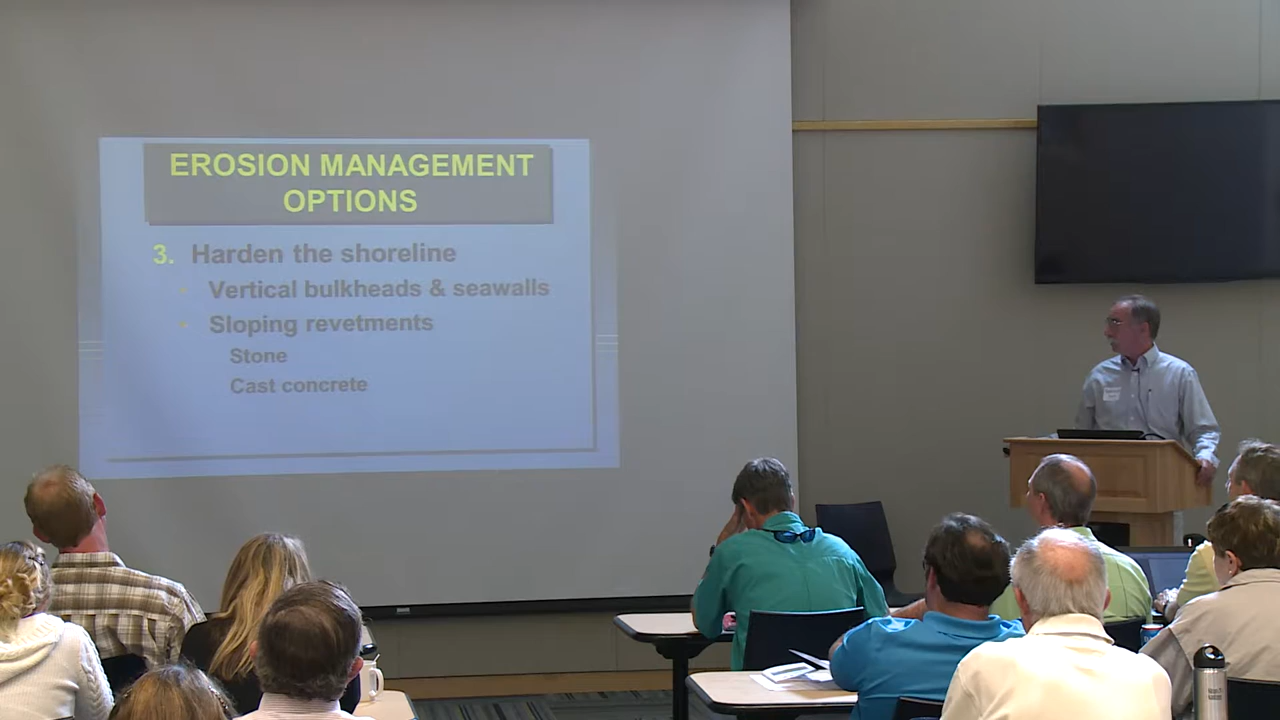 EROSION MANAGEMENT
OPTIONS
3. Harden the shoreline
Vertical bulkheads & seawalls
Sloping revetments
Stone
Cast concrete